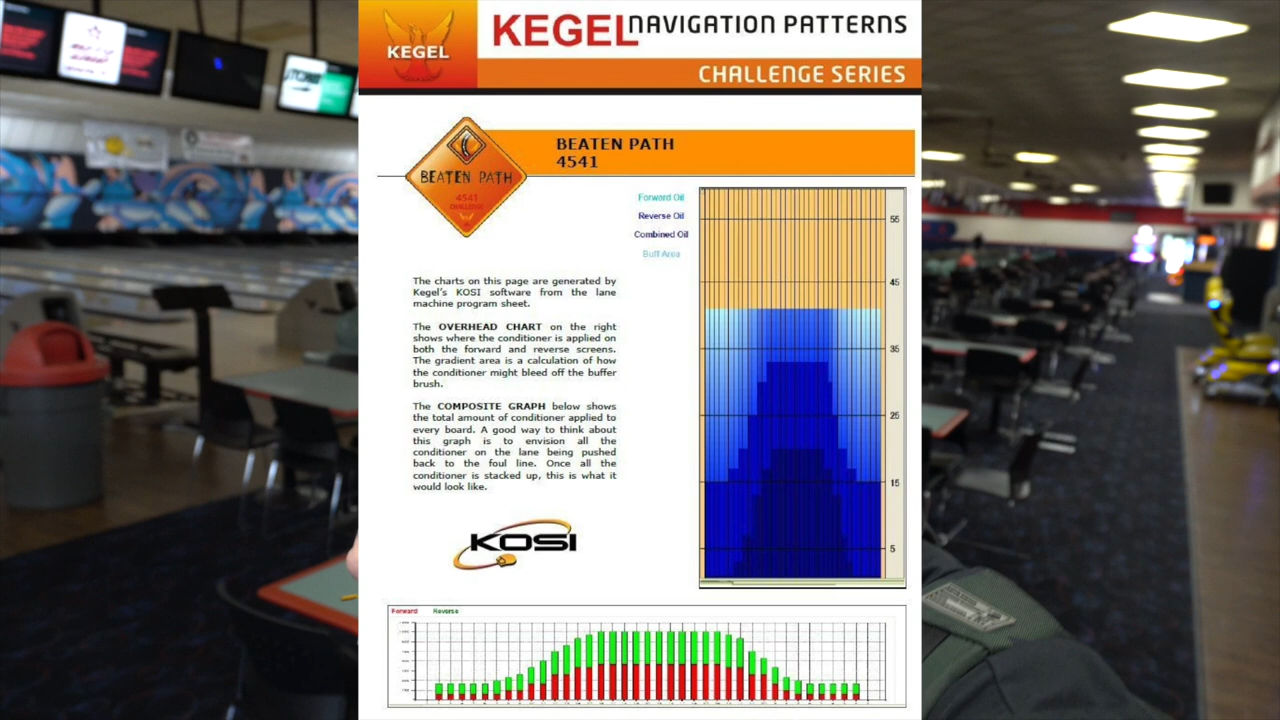 KEGEL
KEGEL NAVIGATION PATTERNS
CHALLENGE SERIES
BEATEN PATH
4541
BEATEN PATH
4541
CHALLENGE
Forward Oil
Reverse Oil
Combined Oil
Buff Area
55
45
35
25
15
5
The charts on this page are generated by
Kegel's KOSI software from the lane
machine program sheet.
The OVERHEAD CHART on the right
shows where the conditioner is applied on
both the forward and reverse screens.
The gradient area is a calculation of how
the conditioner might bleed off the buffer
brush.
The COMPOSITE GRAPH below shows
the total amount of conditioner applied to
every board. A good way to think about
this graph is to envision all the
conditioner on the lane being pushed
back to the foul line. Once all the
conditioner is stacked up, this is what it
would look like.
KOSI
Forward Reverse